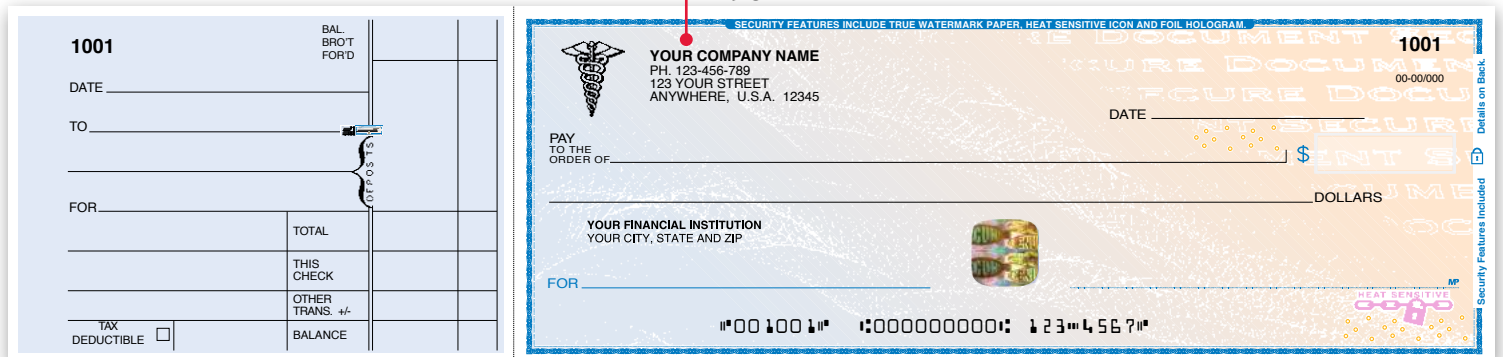 1001
BAL.
BRO'T
FOR'D
DATE
TO
DEPOSITS
FOR
TOTAL
THIS
CHECK
OTHER
TRANS. +/-
TAX
DEDUCTIBLE
BALANCE
SECURITY FEATURES INCLUDE TRUE WATERMARK PAPER, HEAT SENSITIVE ICON AND FOIL HOLOGRAM.
YOUR COMPANY NAME
PH. 123-456-789
123 YOUR STREET
ANYWHERE, U.S.A. 12345
1001
00-00/000
DATE
PAY
TO THE
ORDER OF
$
DOLLARS
YOUR FINANCIAL INSTITUTION
YOUR CITY, STATE AND ZIP
FOR
MP
HEAT SENSITIVE
⑈001001⑈ ⑆000000000⑆ 123⑉4567⑈
Security Features Included
Details on Back.
SECURE DOCUMENT